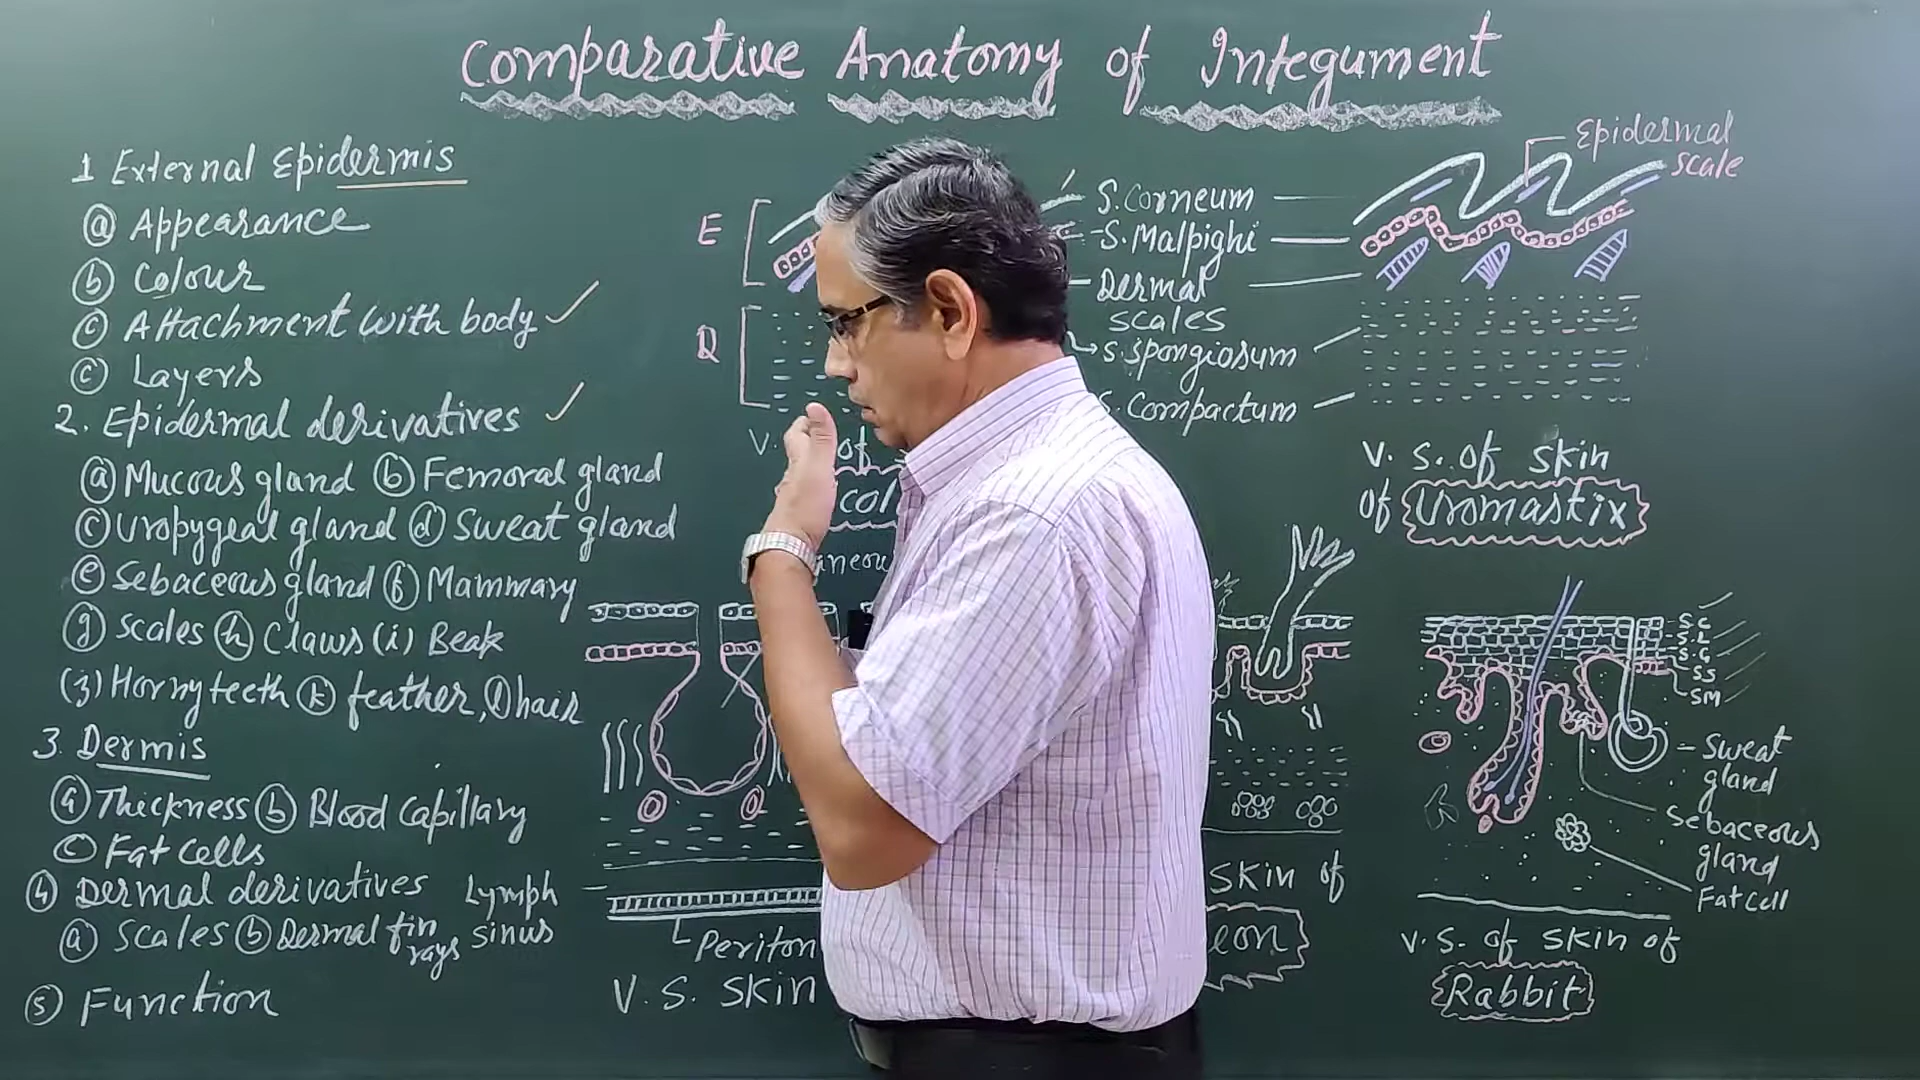 Comparative Anatomy of Integument
1 External Epidermis
ⓐ Appearance
ⓑ Colour
ⓒ Attachment with body ✓
ⓒ Layers
2. Epidermal derivatives ✓
ⓐ Mucous gland ⓑ Femoral gland
ⓒ Uropygeal gland ⓓ Sweat gland
ⓔ Sebaceous gland ⓕ Mammary
ⓖ Scales ⓗ Claws (i) Beak
(J) Horny teeth ⓚ feather, ⓛ hair
3. Dermis
ⓐ Thickness ⓑ Blood Capillary
ⓒ Fat cells
④ Dermal derivatives
ⓐ Scales ⓑ Dermal fin rays
⑤ Function
Lymph
sinus
E
D
S. Corneum
S. Malpighi
Dermal
scales
S. Spongiosum
S. Compactum
V. of
Epidermal
scale
V. S. of skin
of Uromastix
V. S. Skin
Skin of
S.C
S.L
S.G
S.S
SM
Sweat
gland
Sebaceous
gland
Fat Cell
V. S. of skin of
Rabbit